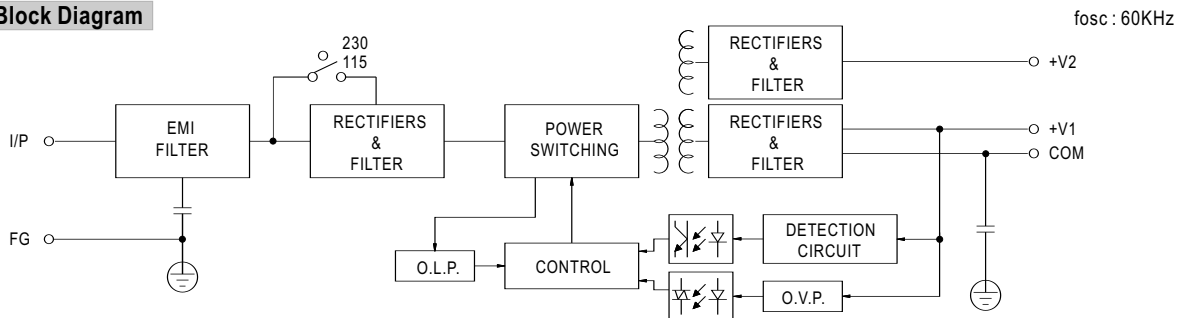 Block Diagram
fosc : 60KHz
230
115
RECTIFIERS
&
FILTER
+V2
I/P
EMI
FILTER
RECTIFIERS
&
FILTER
POWER
SWITCHING
RECTIFIERS
&
FILTER
+V1
COM
FG
O.L.P.
CONTROL
DETECTION
CIRCUIT
O.V.P.